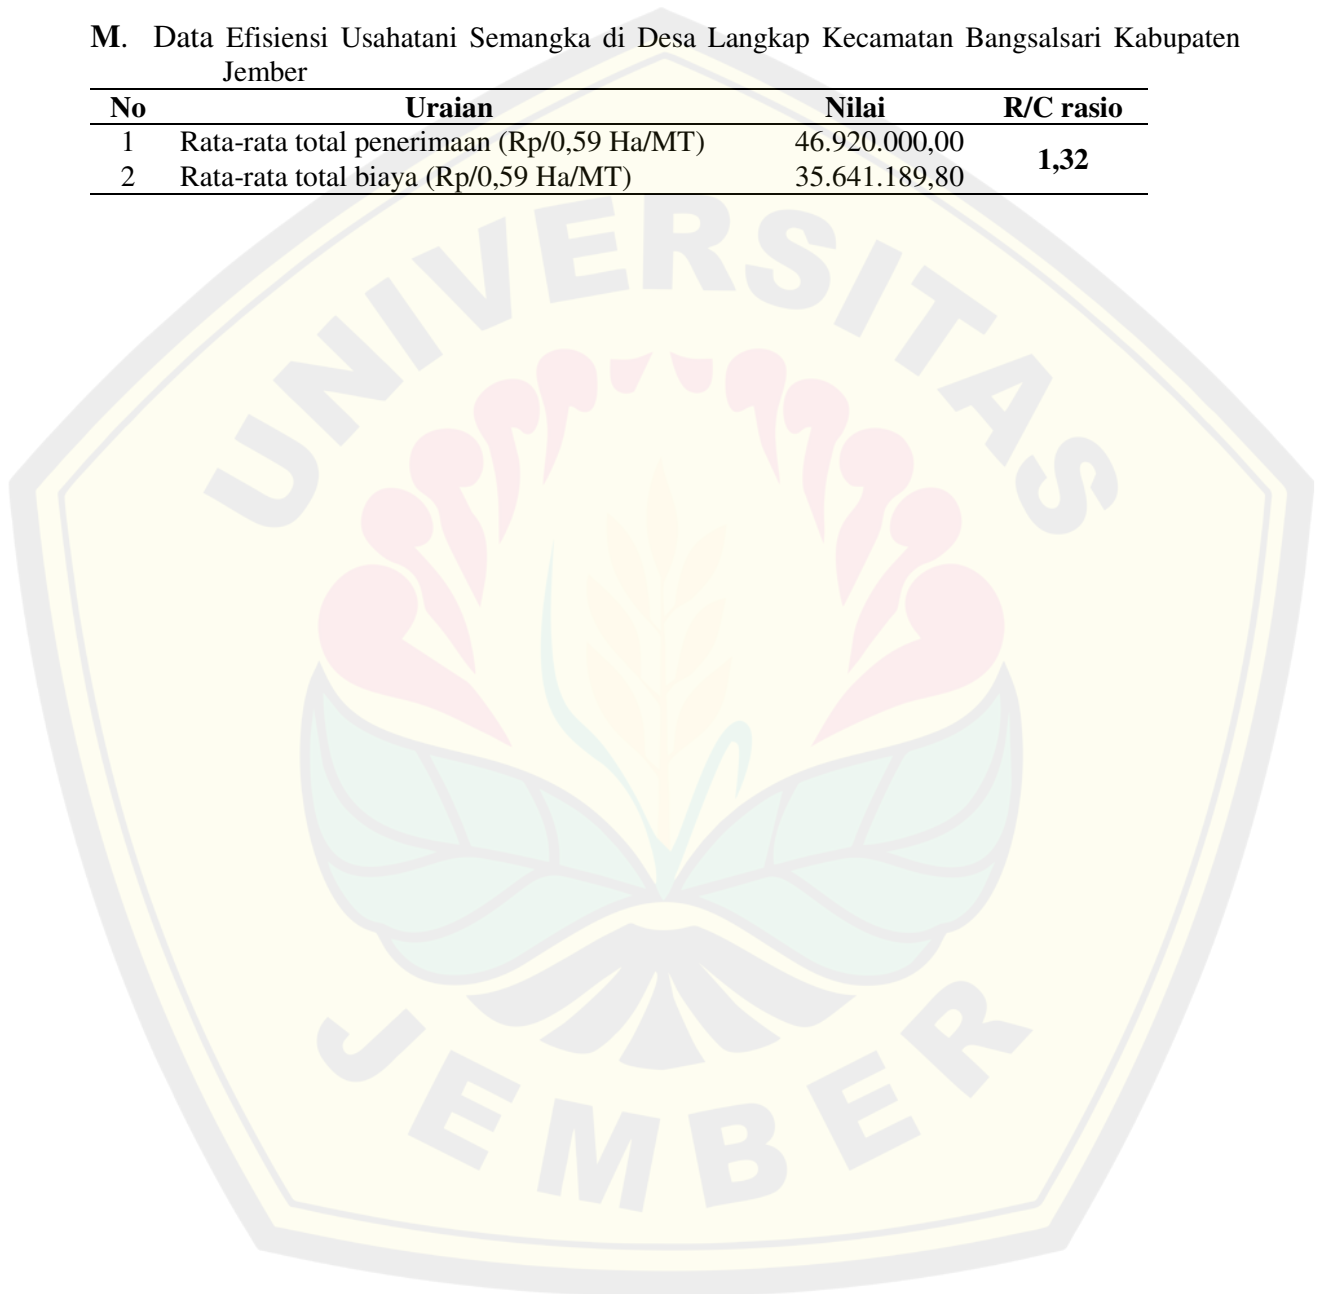 M. Data Efisiensi Usahatani Semangka di Desa Langkap Kecamatan Bangsalsari Kabupaten
Jember
No Uraian Nilai R/C rasio
1 Rata-rata total penerimaan (Rp/0,59 Ha/MT) 46.920.000,00 1,32
2 Rata-rata total biaya (Rp/0,59 Ha/MT) 35.641.189,80
UNIVERSITAS
JEMBER